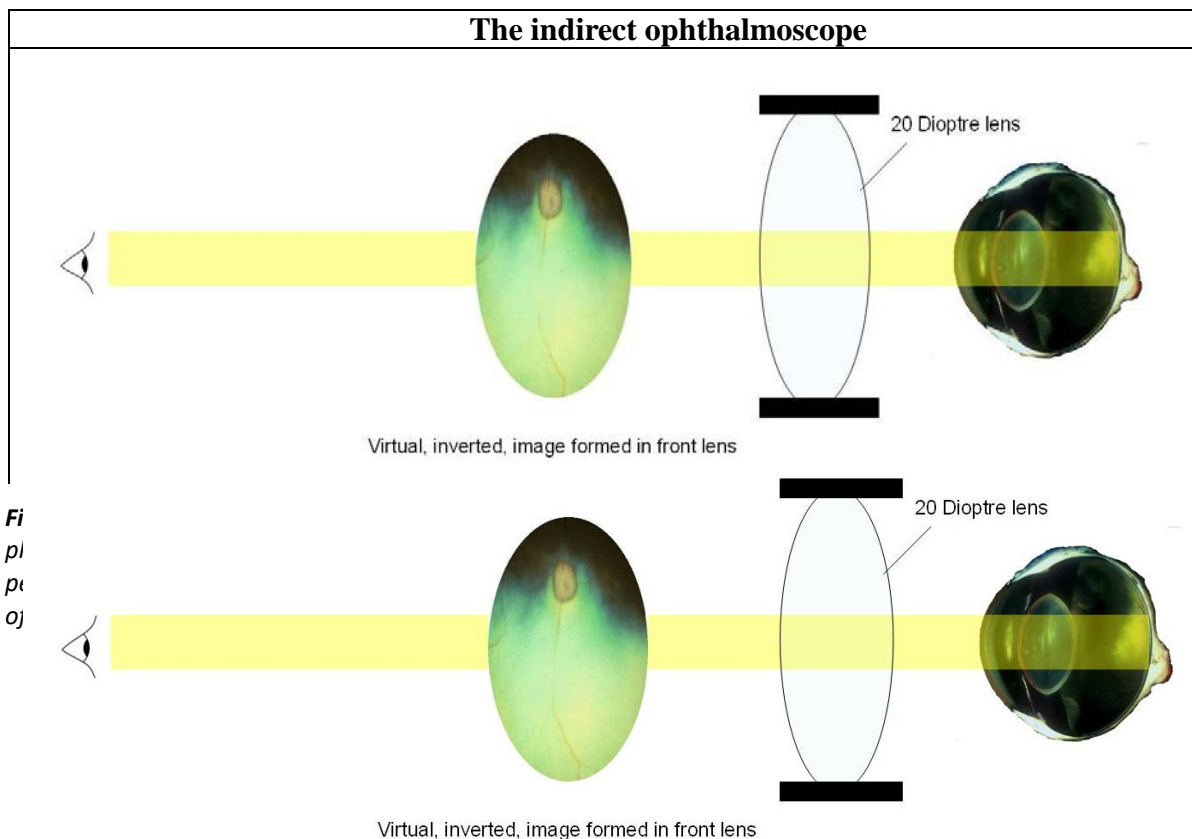 The indirect ophthalmoscope
20 Dioptre lens
Virtual, inverted, image formed in front lens
20 Dioptre lens
of
Virtual, inverted, image formed in front lens